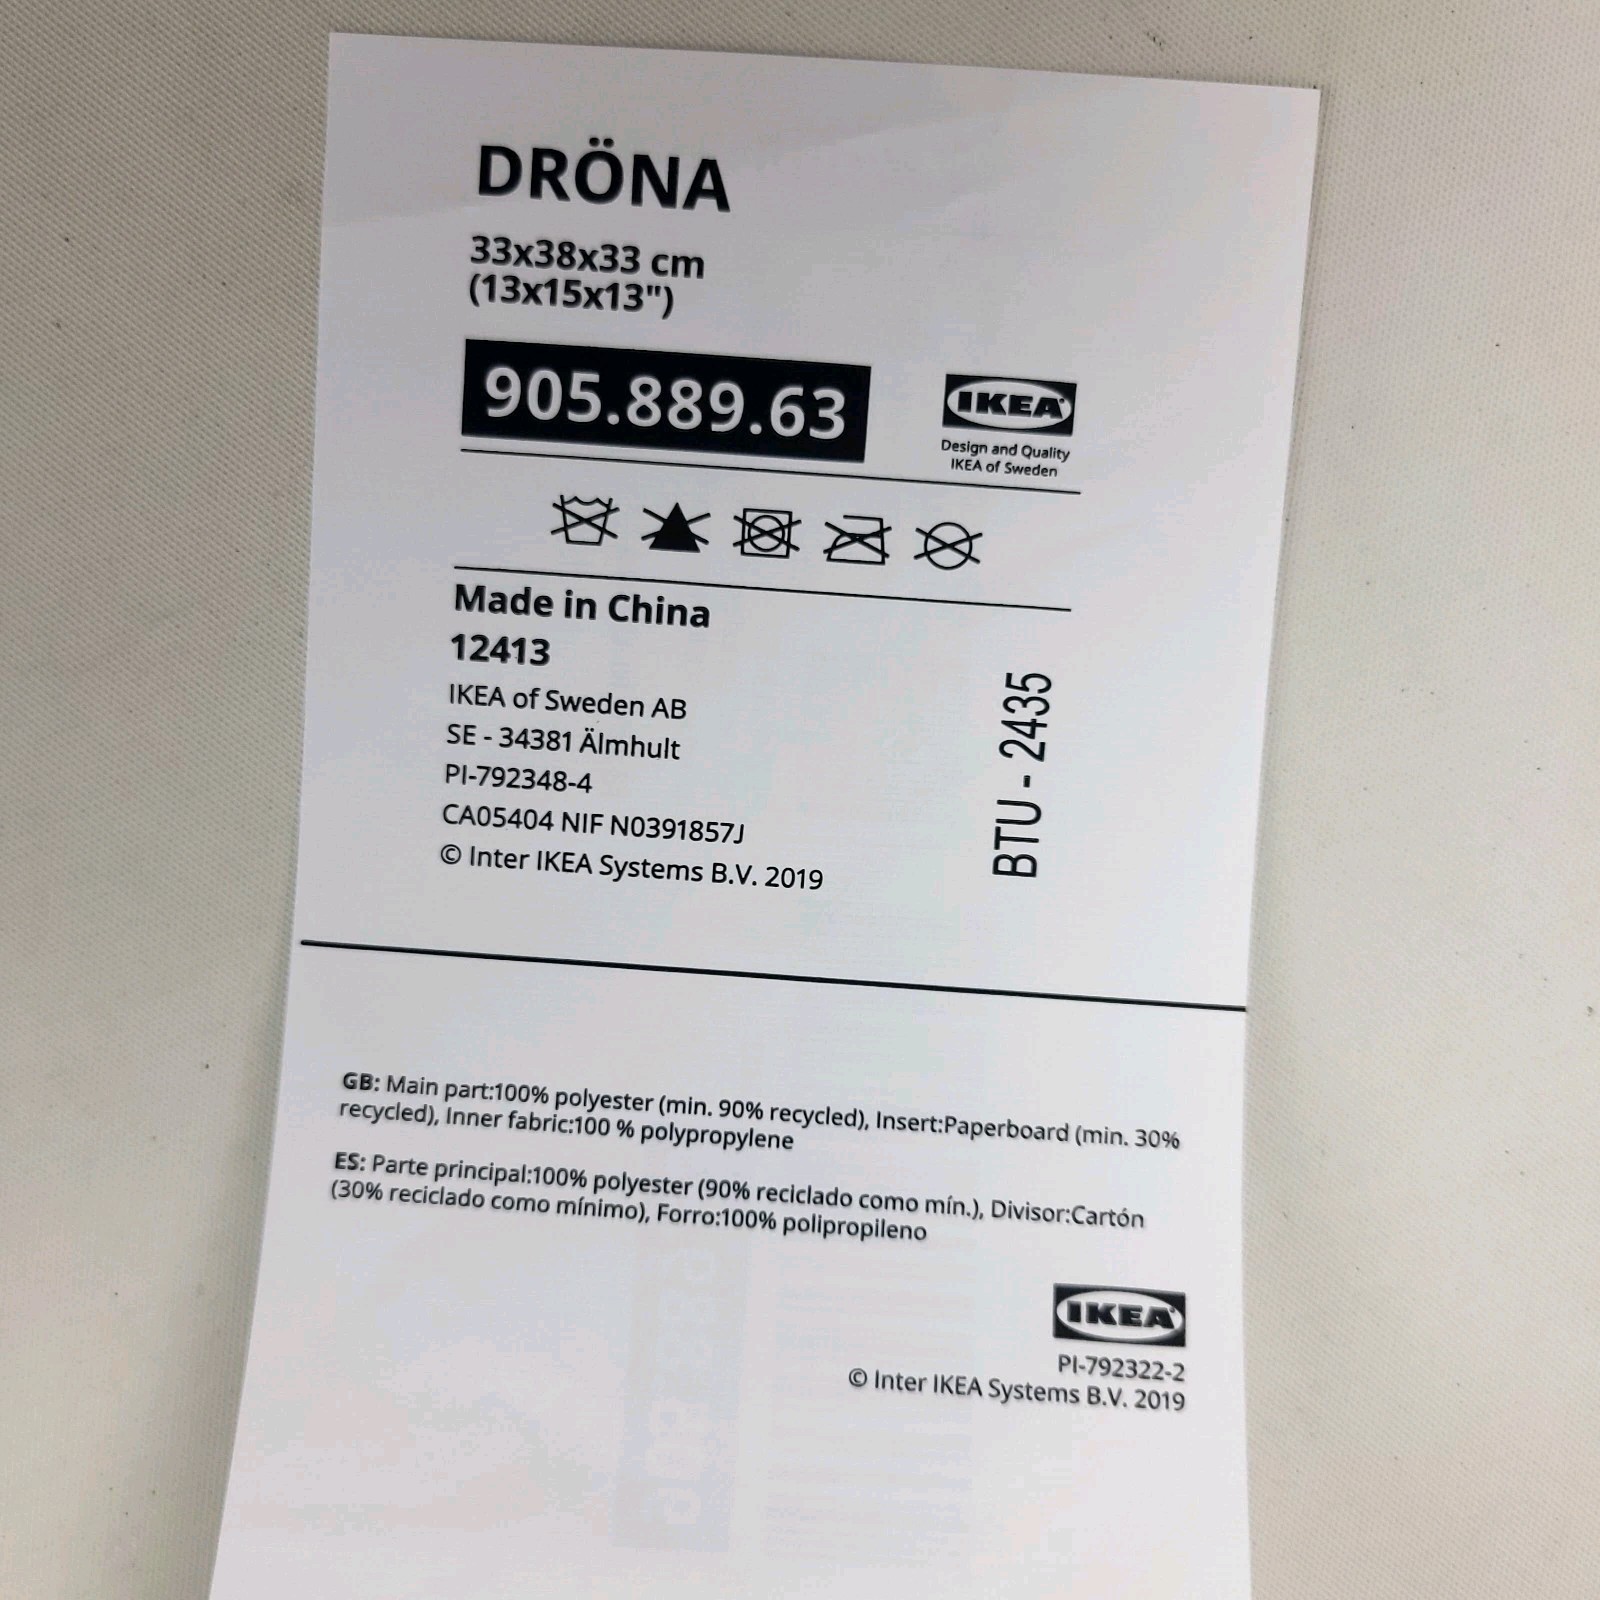 DRÖNA
33x38x33 cm
(13x15x13")
905.889.63
IKEA
Design and Quality
IKEA of Sweden
Made in China
12413
IKEA of Sweden AB
SE - 34381 Älmhult
PI-792348-4
CA05404 NIF N0391857J
© Inter IKEA Systems B.V. 2019
BTU - 2435
GB: Main part:100% polyester (min. 90% recycled), Insert:Paperboard (min. 30%
recycled), Inner fabric:100 % polypropylene
ES: Parte principal:100% polyester (90% reciclado como mín.), Divisor:Cartón
(30% reciclado como mínimo), Forro:100% polipropileno
IKEA
PI-792322-2
© Inter IKEA Systems B.V. 2019